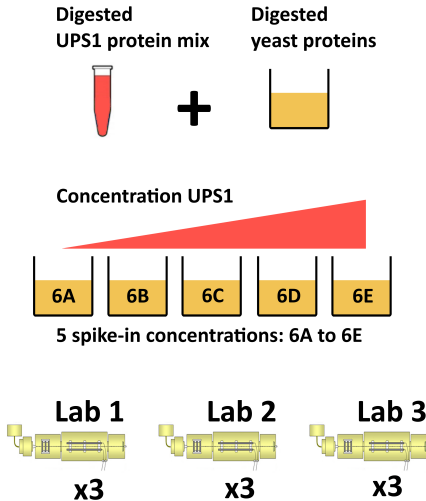 Digested
UPS1 protein mix
Digested
yeast proteins
+
Concentration UPS1
6A 6B 6C 6D 6E
5 spike-in concentrations: 6A to 6E
Lab 1 Lab 2 Lab 3
x3 x3 x3